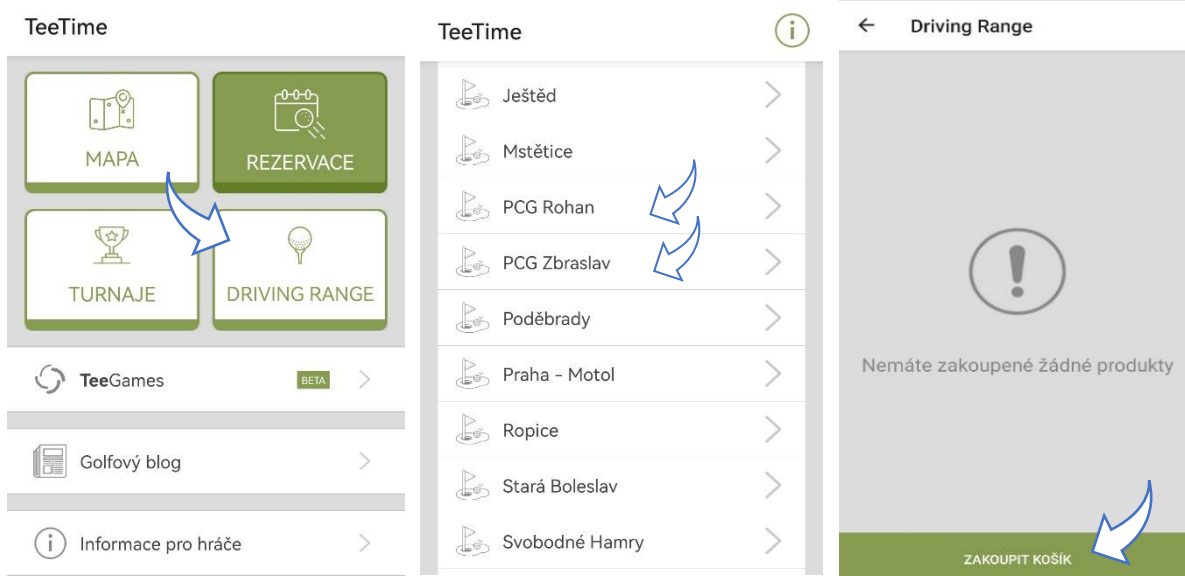 TeeTime
MAPA
REZERVACE
TURNAJE
DRIVING RANGE
TeeGames
BETA
Golfový blog
Informace pro hráče
TeeTime
i
Ještěd
Mstětice
PCG Rohan
PCG Zbraslav
Poděbrady
Praha - Motol
Ropice
Stará Boleslav
Svobodné Hamry
Driving Range
Nemáte zakoupené žádné produkty
ZAKOUPIT KOŠÍK